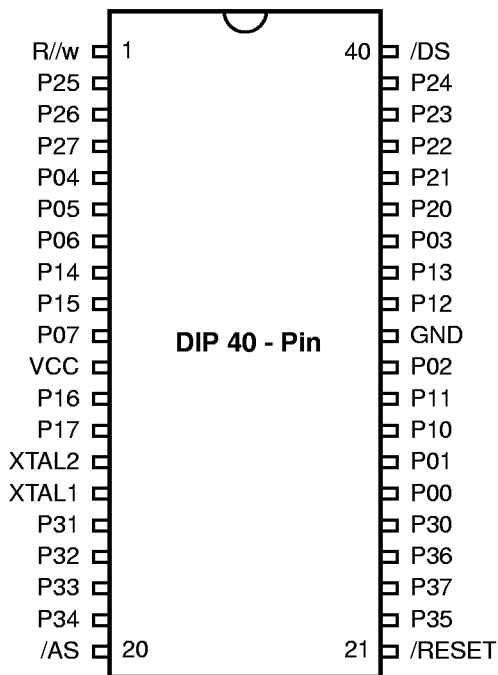 R//w 1 40 /DS
P25 P24
P26 P23
P27 P22
P04 P21
P05 P20
P06 P03
P14 P13
P15 P12
P07 DIP 40 - Pin GND
VCC P02
P16 P11
P17 P10
XTAL2 P01
XTAL1 P00
P31 P30
P32 P36
P33 P37
P34 P35
/AS 20 21 /RESET